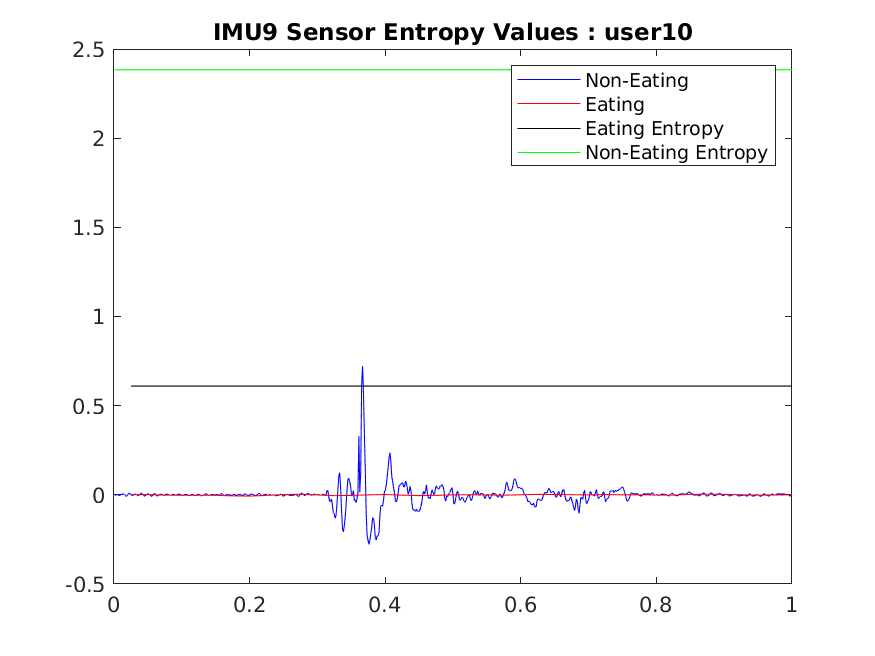 IMU9 Sensor Entropy Values : user10
2.5
Non-Eating
Eating
Eating Entropy
Non-Eating Entropy
2
1.5
1
0.5
0
-0.5
0 0.2 0.4 0.6 0.8 1